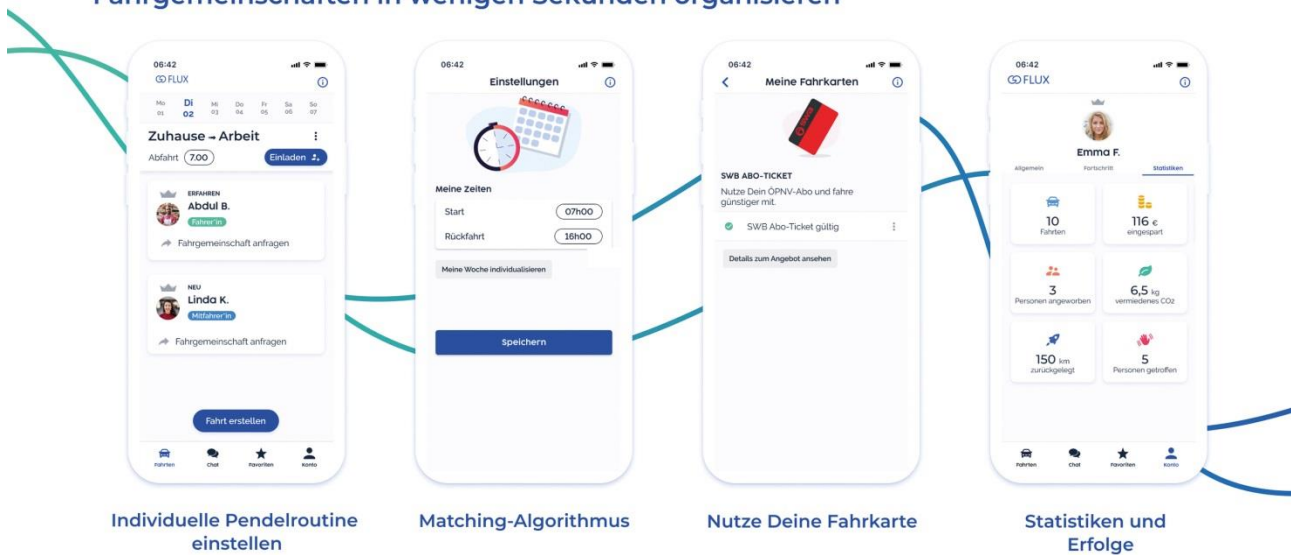 Fahrgemeinschaften in wenigen Sekunden organisieren
06:42
FLUX
Mo Di Mi Do Fr Sa So
01 02 03 04 05 06 07
Zuhause → Arbeit
Abfahrt 7.00 Einladen
ERFAHREN
Abdul B.
Fahrer*in
Fahrgemeinschaft anfragen
NEU
Linda K.
Mitfahrer*in
Fahrgemeinschaft anfragen
Fahrt erstellen
Fahrten Chat Favoriten Konto
Individuelle Pendelroutine
einstellen
06:42
Einstellungen
Meine Zeiten
Start 07h00
Rückfahrt 16h00
Meine Woche individualisieren
Speichern
Matching-Algorithmus
06:42
Meine Fahrkarten
SWB
SWB ABO-TICKET
Nutze Dein ÖPNV-Abo und fahre
günstiger mit.
SWB Abo-Ticket gültig
Details zum Angebot ansehen
Nutze Deine Fahrkarte
06:42
FLUX
Emma F.
Allgemein Fortschritt Statistiken
10
Fahrten
116 €
eingespart
3
Personen angeworben
6,5 kg
vermiedenes CO2
150 km
zurückgelegt
5
Personen getroffen
Fahrten Chat Favoriten Konto
Statistiken und
Erfolge